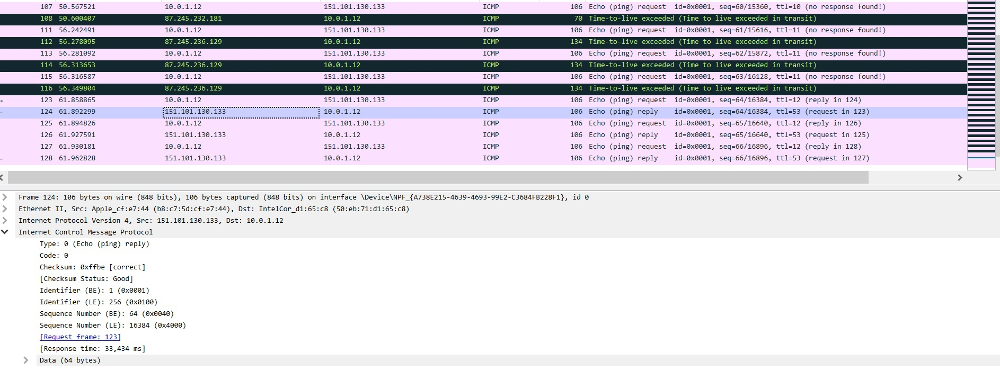 107 50.567521 10.0.1.12 151.101.130.133 ICMP 106 Echo (ping) request id=0x0001, seq=60/15360, ttl=10 (no response found!)
108 50.600407 87.245.232.181 10.0.1.12 ICMP 70 Time-to-live exceeded (Time to live exceeded in transit)
111 56.242491 10.0.1.12 151.101.130.133 ICMP 106 Echo (ping) request id=0x0001, seq=61/15616, ttl=11 (no response found!)
112 56.278095 87.245.236.129 10.0.1.12 ICMP 134 Time-to-live exceeded (Time to live exceeded in transit)
113 56.281092 10.0.1.12 151.101.130.133 ICMP 106 Echo (ping) request id=0x0001, seq=62/15872, ttl=11 (no response found!)
114 56.313653 87.245.236.129 10.0.1.12 ICMP 134 Time-to-live exceeded (Time to live exceeded in transit)
115 56.316587 10.0.1.12 151.101.130.133 ICMP 106 Echo (ping) request id=0x0001, seq=63/16128, ttl=11 (no response found!)
116 56.349804 87.245.236.129 10.0.1.12 ICMP 134 Time-to-live exceeded (Time to live exceeded in transit)
123 61.858865 10.0.1.12 151.101.130.133 ICMP 106 Echo (ping) request id=0x0001, seq=64/16384, ttl=12 (reply in 124)
124 61.892299 151.101.130.133 10.0.1.12 ICMP 106 Echo (ping) reply id=0x0001, seq=64/16384, ttl=53 (request in 123)
125 61.894826 10.0.1.12 151.101.130.133 ICMP 106 Echo (ping) request id=0x0001, seq=65/16640, ttl=12 (reply in 126)
126 61.927591 151.101.130.133 10.0.1.12 ICMP 106 Echo (ping) reply id=0x0001, seq=65/16640, ttl=53 (request in 125)
127 61.930181 10.0.1.12 151.101.130.133 ICMP 106 Echo (ping) request id=0x0001, seq=66/16896, ttl=12 (reply in 128)
128 61.962828 151.101.130.133 10.0.1.12 ICMP 106 Echo (ping) reply id=0x0001, seq=66/16896, ttl=53 (request in 127)
Frame 124: 106 bytes on wire (848 bits), 106 bytes captured (848 bits) on interface \Device\NPF_{A738E215-4639-4693-99E2-C3684FB228F1}, id 0
Ethernet II, Src: Apple_cf:e7:44 (b8:c7:5d:cf:e7:44), Dst: IntelCor_d1:65:c8 (50:eb:71:d1:65:c8)
Internet Protocol Version 4, Src: 151.101.130.133, Dst: 10.0.1.12
Internet Control Message Protocol
Type: 0 (Echo (ping) reply)
Code: 0
Checksum: 0xffbe [correct]
[Checksum Status: Good]
Identifier (BE): 1 (0x0001)
Identifier (LE): 256 (0x0100)
Sequence Number (BE): 64 (0x0040)
Sequence Number (LE): 16384 (0x4000)
[Request frame: 123]
[Response time: 33,434 ms]
Data (64 bytes)